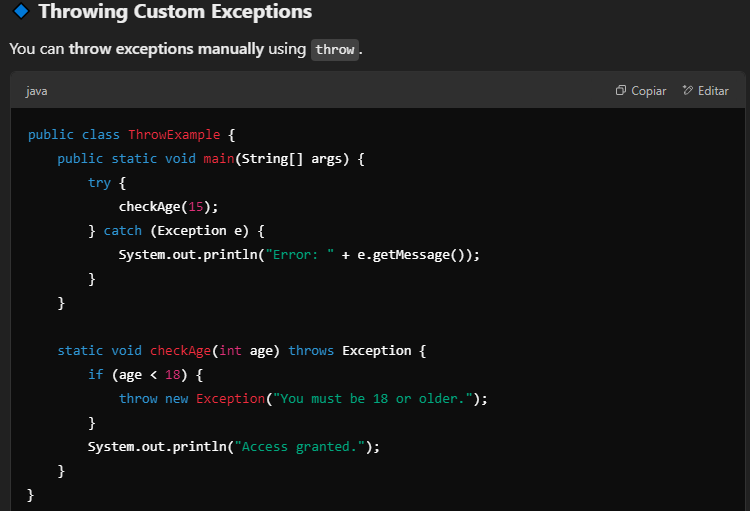 🔷 Throwing Custom Exceptions
You can throw exceptions manually using throw.
java Copiar Editar
public class ThrowExample {
    public static void main(String[] args) {
        try {
            checkAge(15);
        } catch (Exception e) {
            System.out.println("Error: " + e.getMessage());
        }
    }

    static void checkAge(int age) throws Exception {
        if (age < 18) {
            throw new Exception("You must be 18 or older.");
        }
        System.out.println("Access granted.");
    }
}